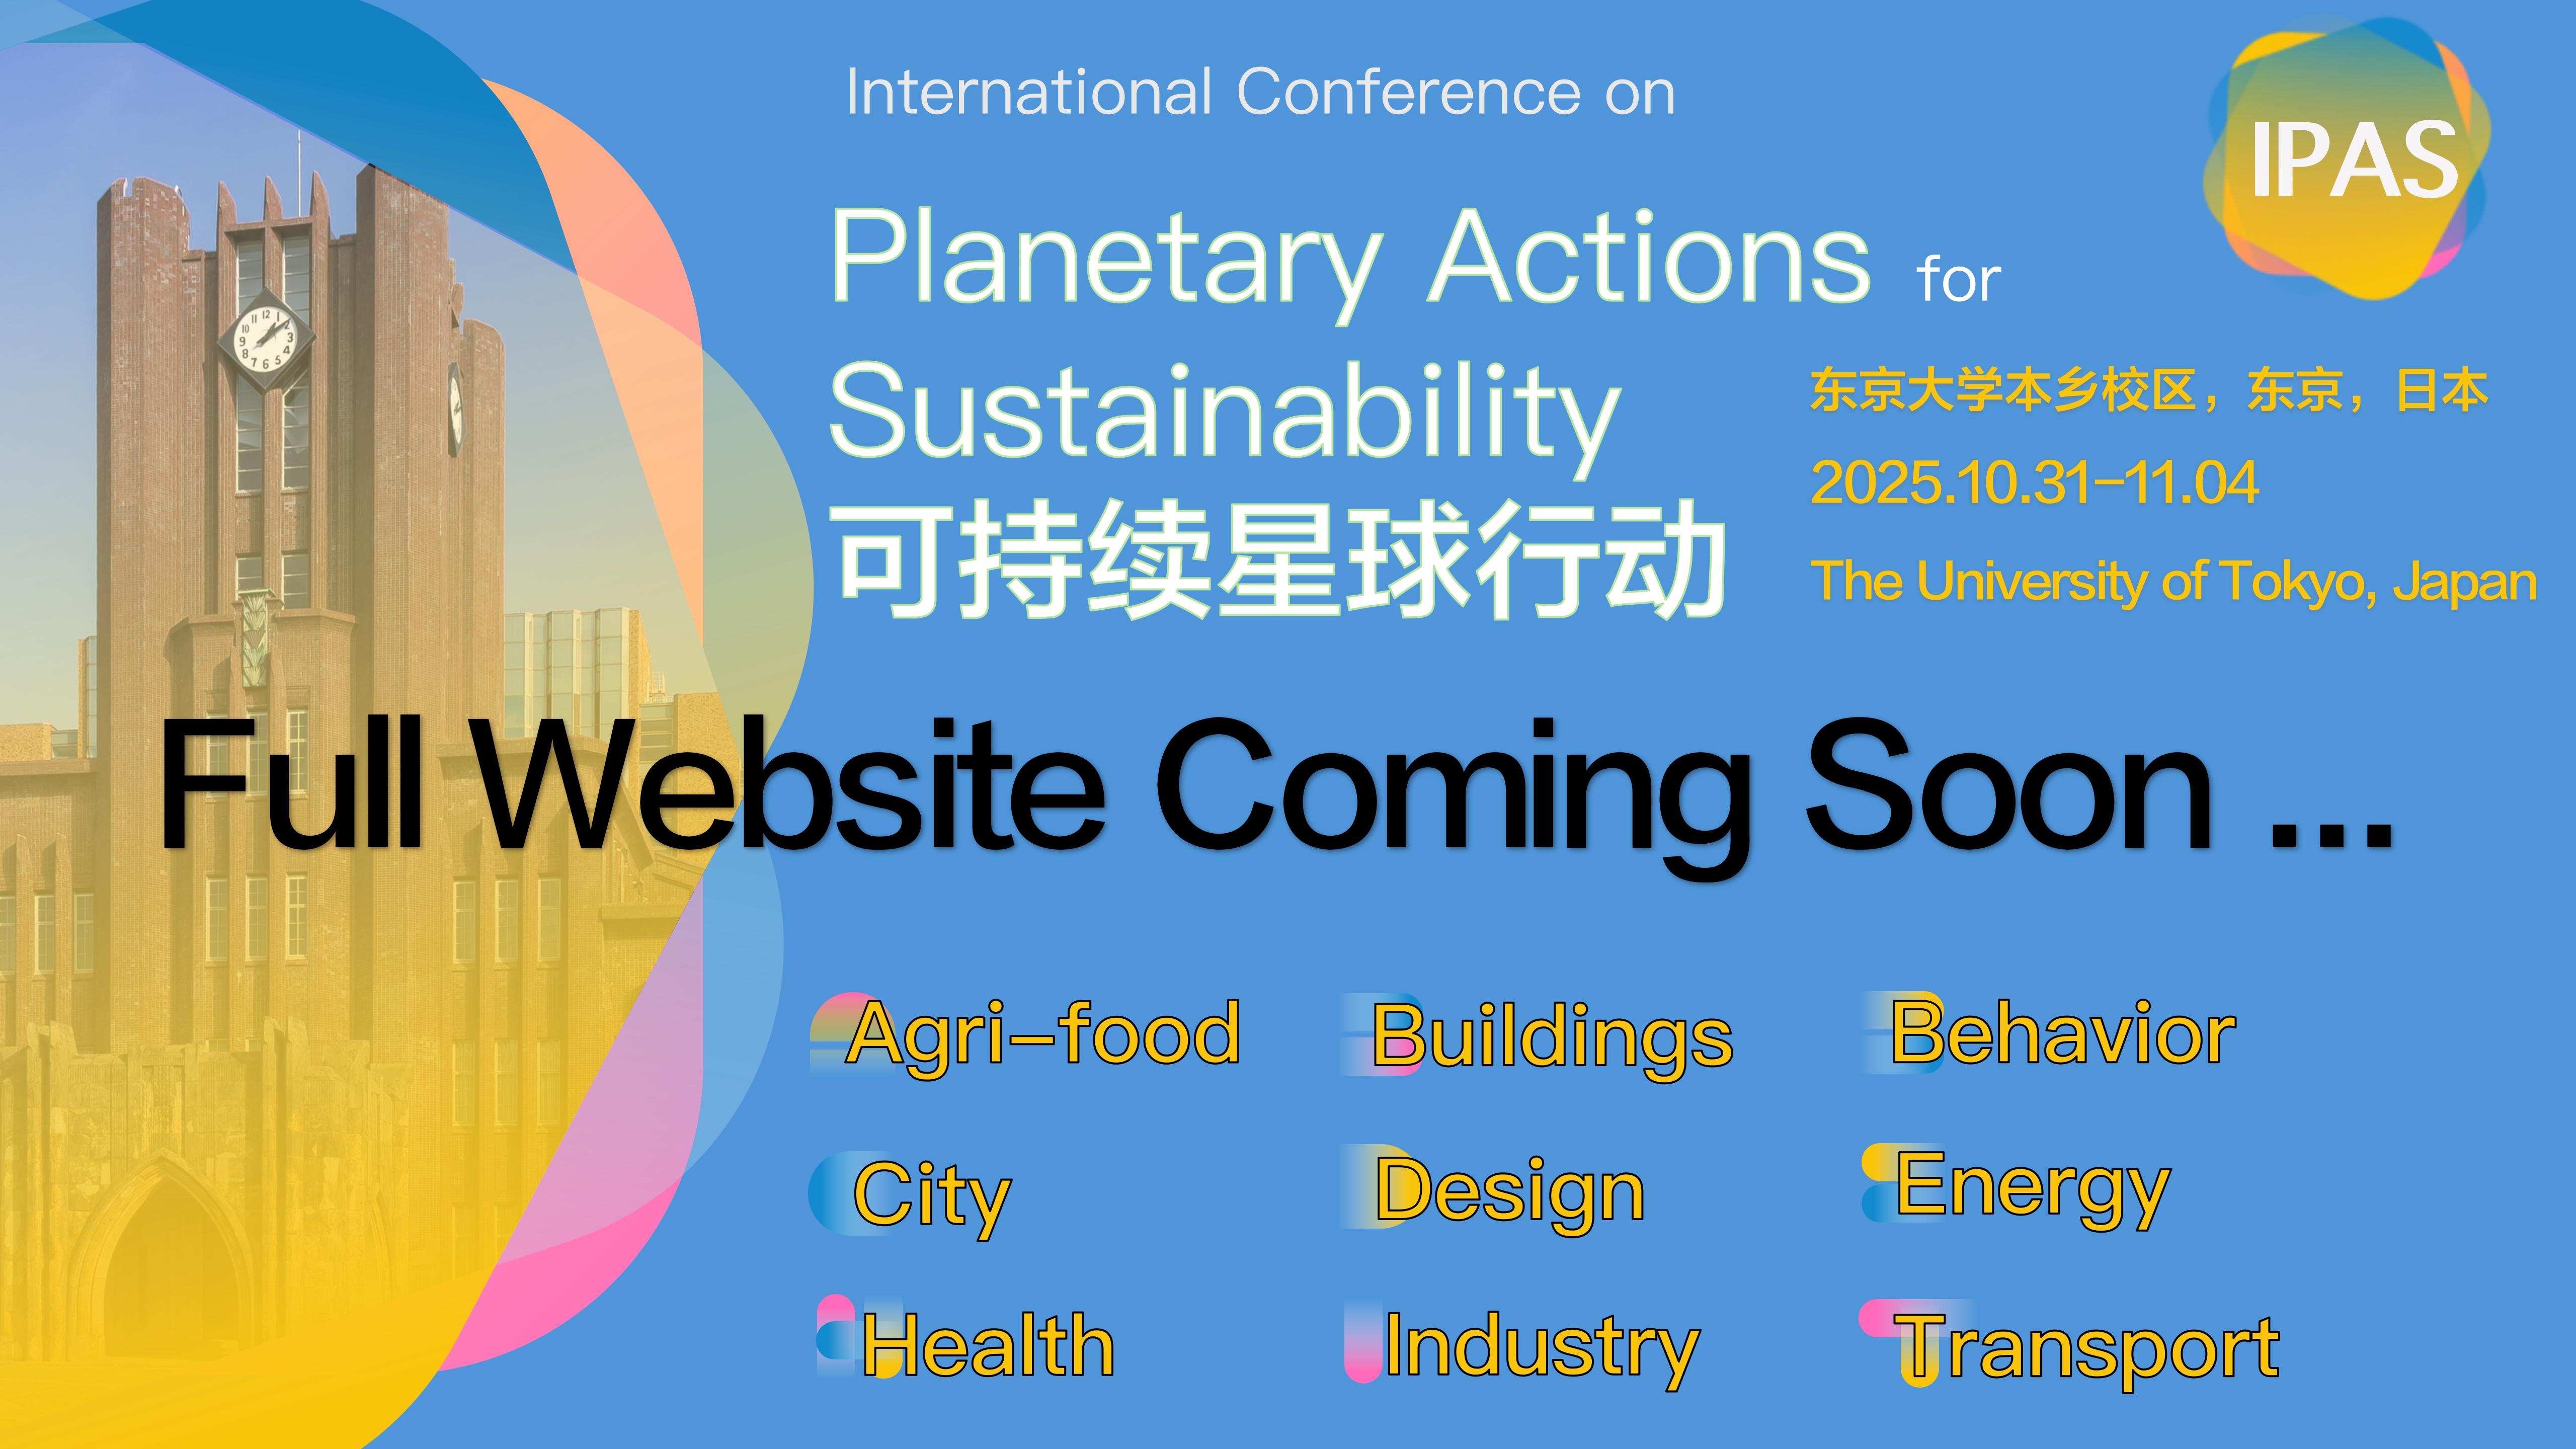 International Conference on
IPAS
Planetary Actions for
Sustainability
可持续星球行动
东京大学本乡校区，东京，日本
2025.10.31-11.04
The University of Tokyo, Japan
Full Website Coming Soon ...
Agri-food
Buildings
Behavior
City
Design
Energy
Health
Industry
Transport